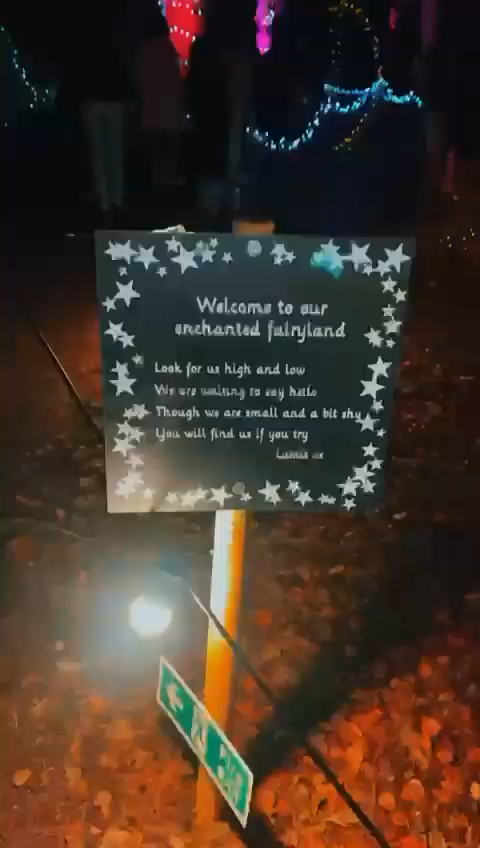 Welcome to our
enchanted fairyland
Look for us high and low
We are waiting to say hello
Though we are small and a bit shy
You will find us if you try